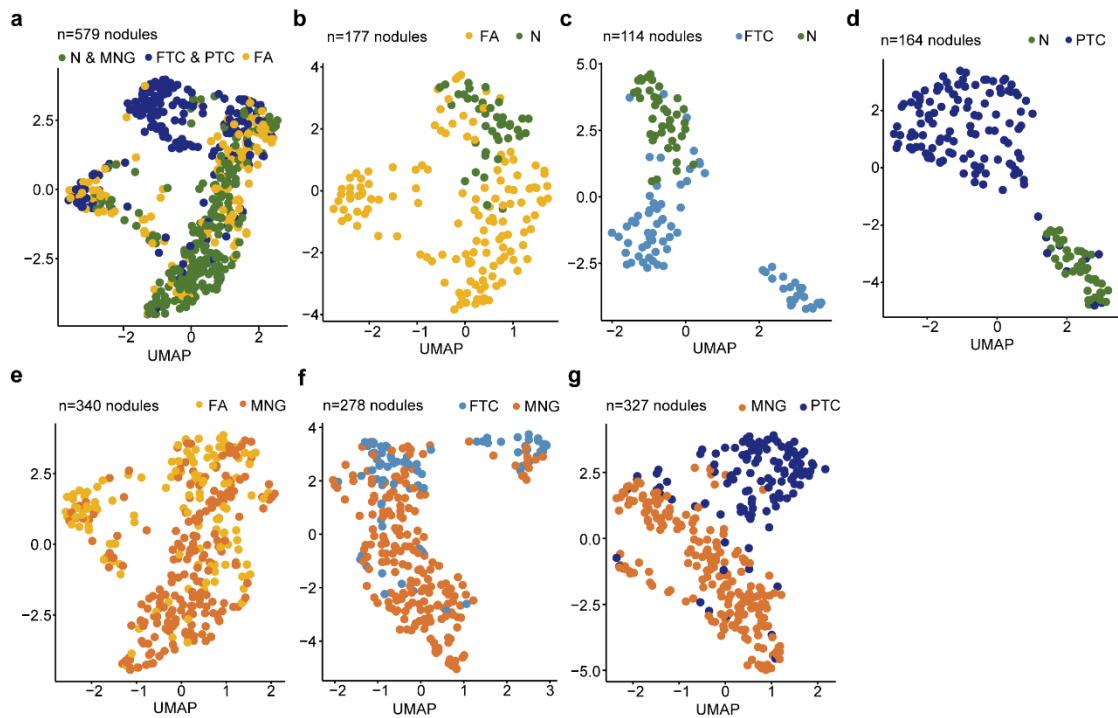 a
n=579 nodules
N & MNG FTC & PTC FA
2.5
0.0
−2.5
−2 0 2
UMAP
b
n=177 nodules FA N
4
2
0
−2
−4
−2 −1 0 1
UMAP
c
n=114 nodules FTC N
5.0
2.5
0.0
−2.5
−2 0 2
UMAP
d
n=164 nodules N PTC
2
0
−2
−4
−2 0 2
UMAP
e
n=340 nodules FA MNG
2.5
0.0
−2.5
−2 −1 0 1 2
UMAP
f
n=278 nodules FTC MNG
4
2
0
−2
−4
−2 −1 0 1 2 3
UMAP
g
n=327 nodules MNG PTC
2.5
0.0
−2.5
−5.0
−2 −1 0 1 2
UMAP